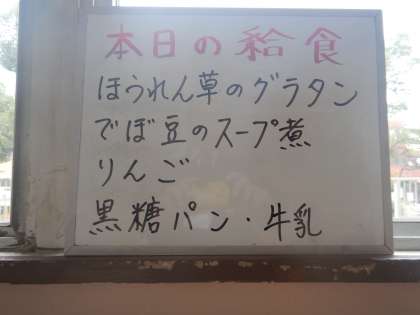 本日の給食
ほうれん草のグラタン
でぼ豆のスープ煮
りんご
黒糖パン・牛乳